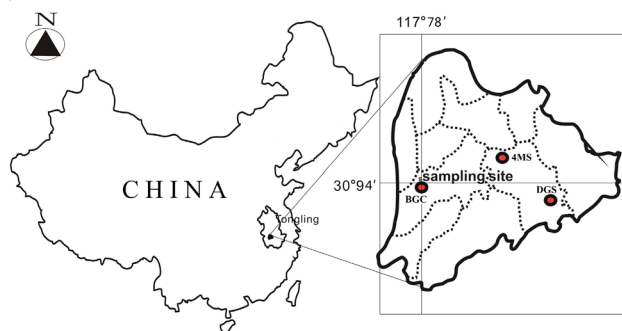 N
117°78′
CHINA
4MS
sampling site
30°94′
BGC
DGS
Tongling